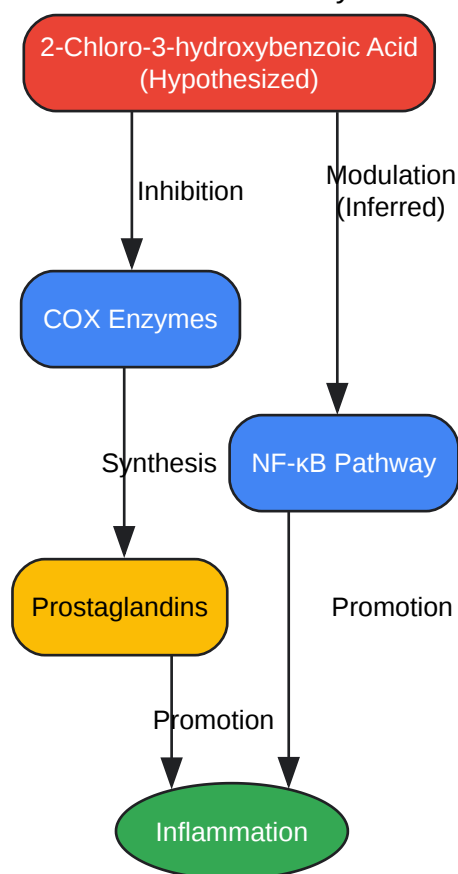 2-Chloro-3-hydroxybenzoic Acid
(Hypothesized)
Inhibition
Modulation
(Inferred)
COX Enzymes
Synthesis
NF-κB Pathway
Prostaglandins
Promotion
Promotion
Inflammation